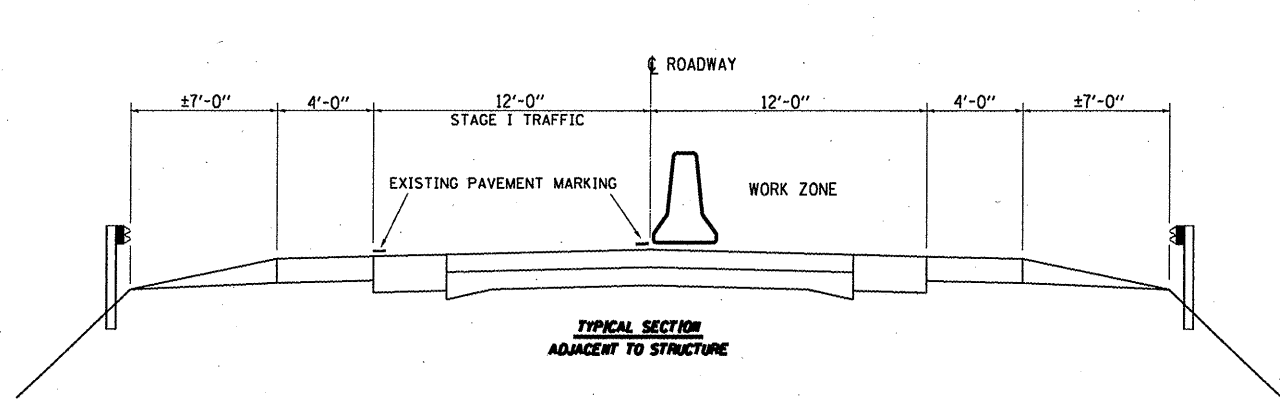 ℄ ROADWAY
±7'-0" 4'-0" 12'-0" 12'-0" 4'-0" ±7'-0"
STAGE I TRAFFIC
EXISTING PAVEMENT MARKING
WORK ZONE
TYPICAL SECTION
ADJACENT TO STRUCTURE